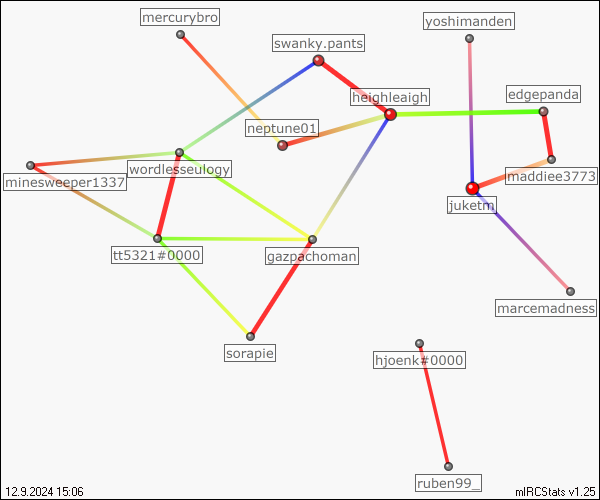 mercurybro
yoshimanden
swanky.pants
heighleaigh
edgepanda
neptune01
wordlesseulogy
minesweeper1337
maddiee3773
juketm
tt5321#0000
gazpachoman
marcemadness
sorapie
hjoenk#0000
ruben99_
12.9.2024 15:06
mIRCStats v1.25